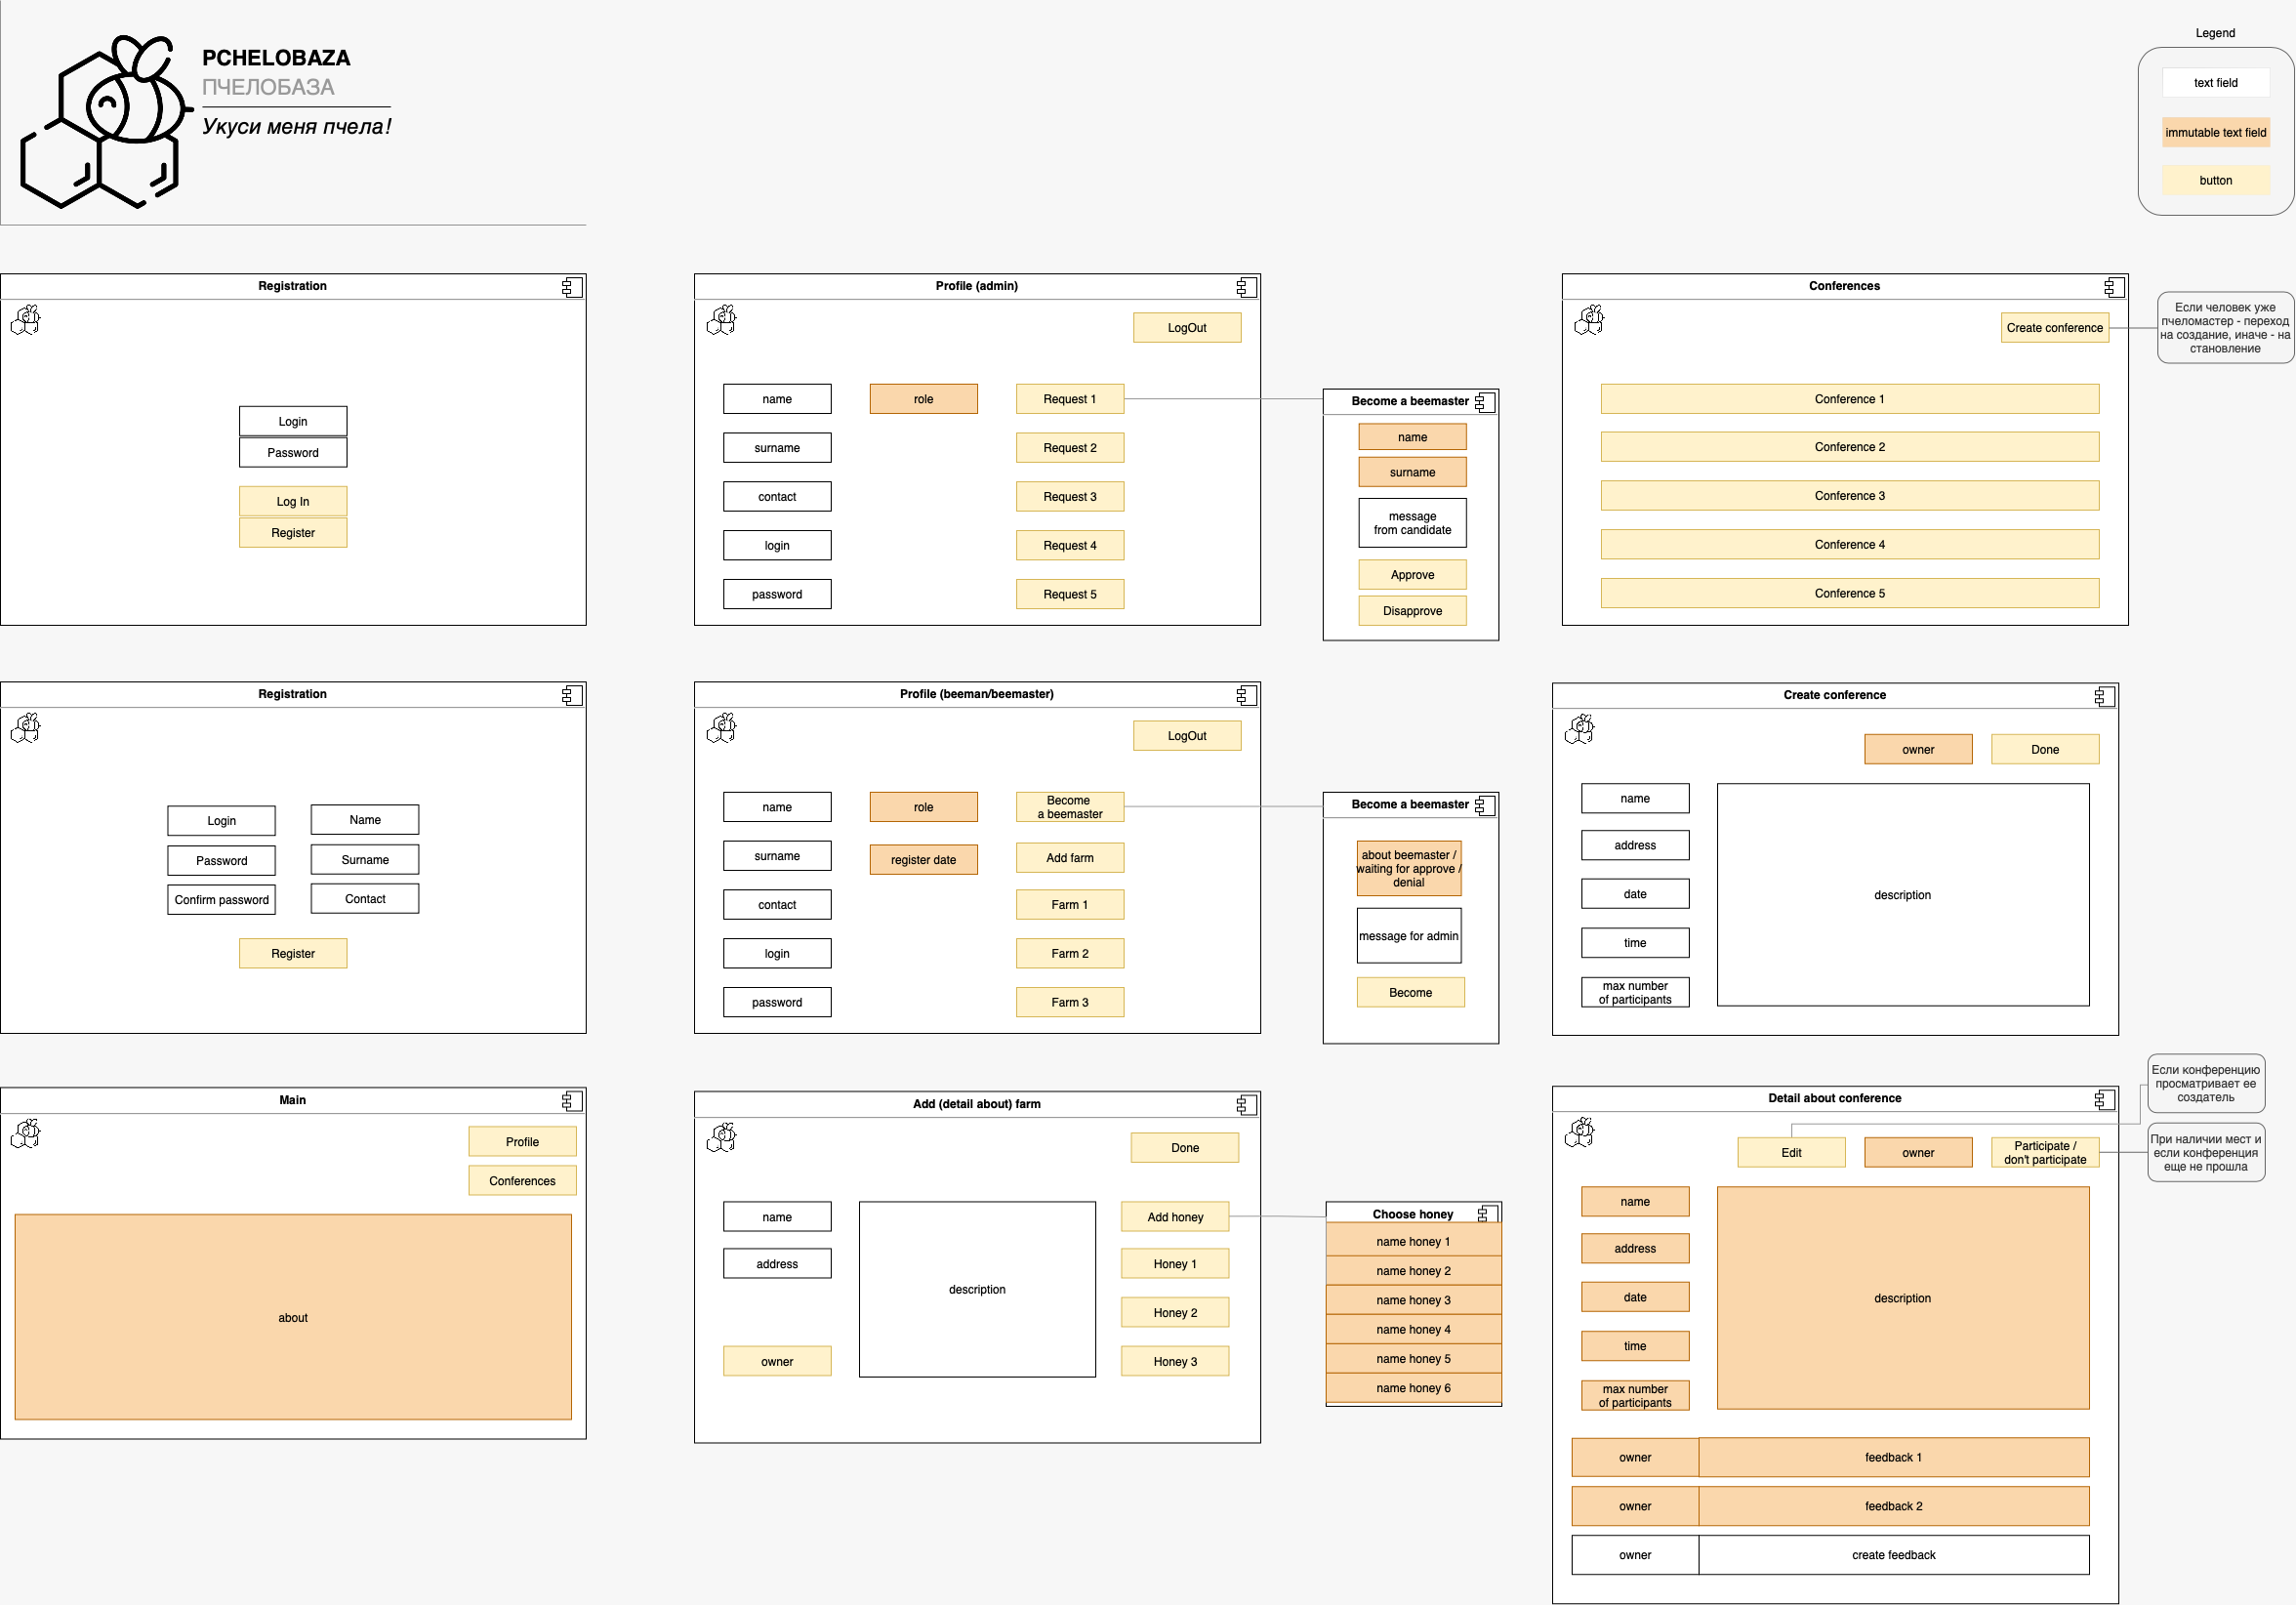 PCHELOBAZA
ПЧЕЛОБАЗА
Укуси меня пчела!
Legend
text field
immutable text field
button
Registration
Login
Password
Log In
Register
Profile (admin)
LogOut
name
role
Request 1
surname
Request 2
contact
Request 3
login
Request 4
password
Request 5
Become a beemaster
name
surname
message
from candidate
Approve
Disapprove
Conferences
Create conference
Если человек уже
пчеломастер - переход
на создание, иначе - на
становление
Conference 1
Conference 2
Conference 3
Conference 4
Conference 5
Registration
Login
Name
Password
Surname
Confirm password
Contact
Register
Profile (beeman/beemaster)
LogOut
name
role
Become
a beemaster
surname
register date
Add farm
contact
Farm 1
login
Farm 2
password
Farm 3
Become a beemaster
about beemaster /
waiting for approve /
denial
message for admin
Become
Create conference
owner
Done
name
address
date
time
max number
of participants
description
Main
Profile
Conferences
about
Add (detail about) farm
Done
name
address
owner
description
Add honey
Honey 1
Honey 2
Honey 3
Choose honey
name honey 1
name honey 2
name honey 3
name honey 4
name honey 5
name honey 6
Detail about conference
Если конференцию
просматривает ее
создатель
Edit
owner
Participate /
don't participate
При наличии мест и
если конференция
еще не прошла
name
address
date
time
max number
of participants
description
owner
feedback 1
owner
feedback 2
owner
create feedback